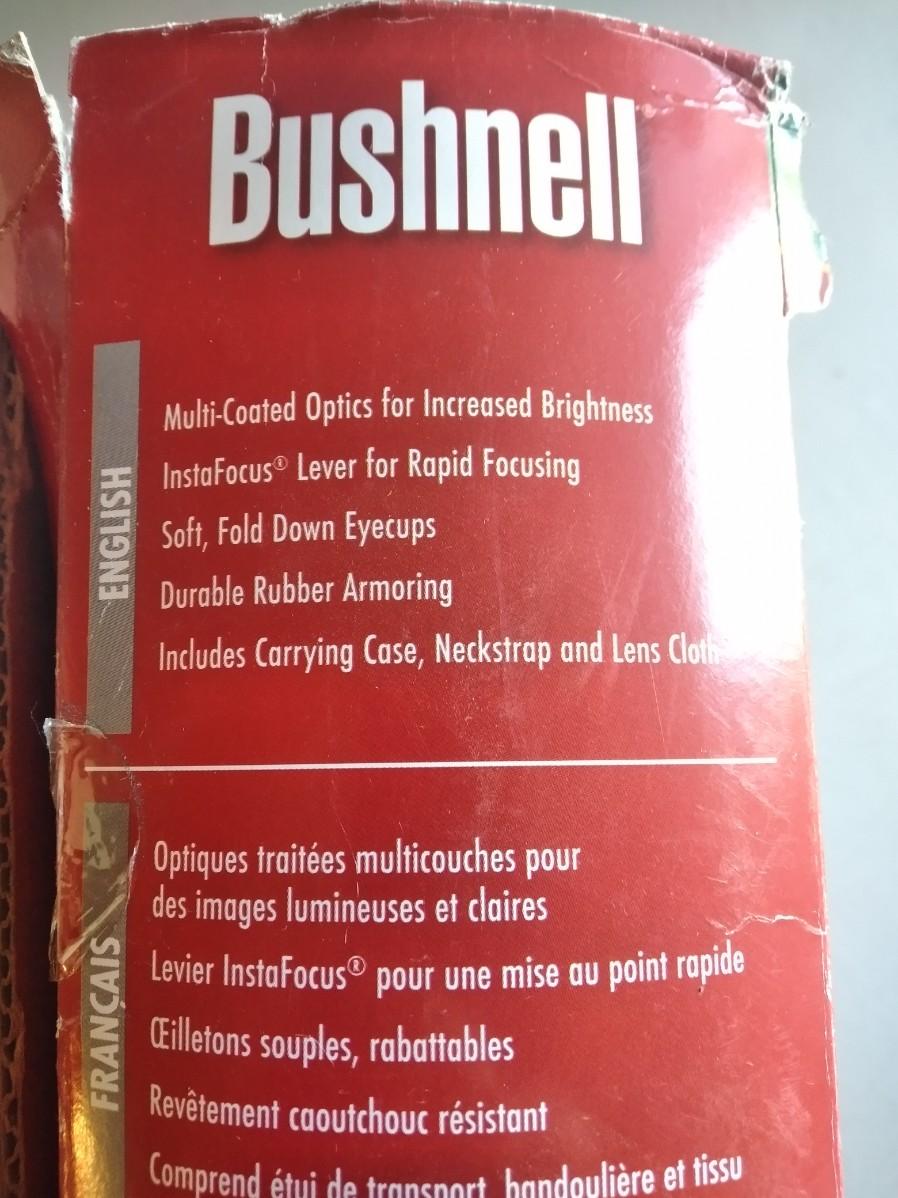 Bushnell
ENGLISH
Multi-Coated Optics for Increased Brightness
InstaFocus® Lever for Rapid Focusing
Soft, Fold Down Eyecups
Durable Rubber Armoring
Includes Carrying Case, Neckstrap and Lens Cloth
FRANÇAIS
Optiques traitées multicouches pour
des images lumineuses et claires
Levier InstaFocus® pour une mise au point rapide
Œilletons souples, rabattables
Revêtement caoutchouc résistant
Comprend étui de transport, bandoulière et tissu